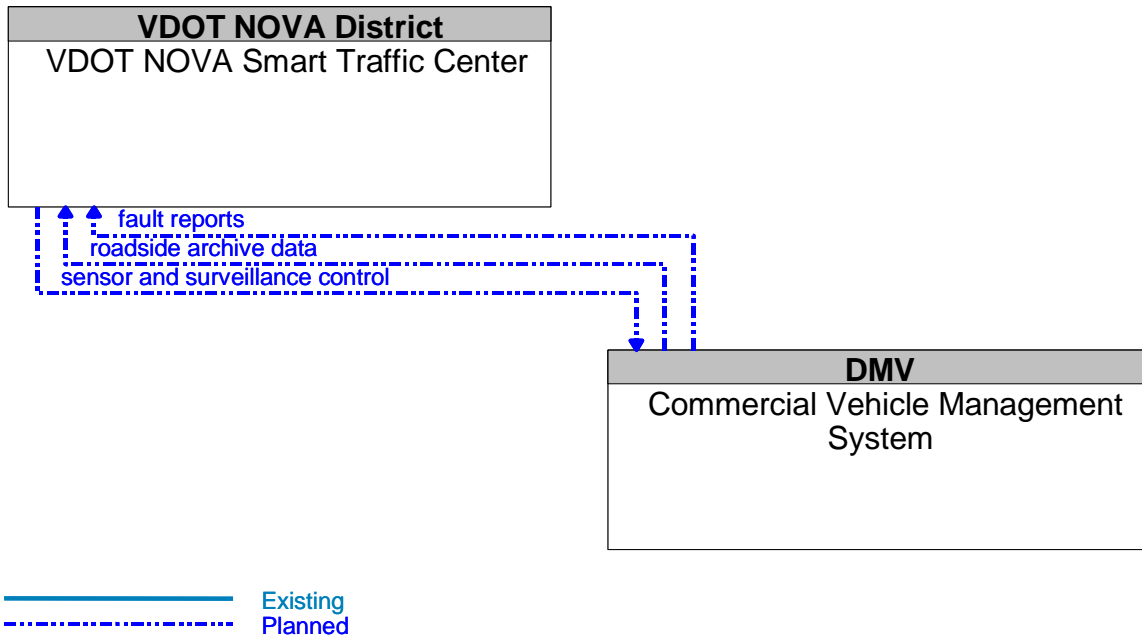 VDOT NOVA District
VDOT NOVA Smart Traffic Center
fault reports
roadside archive data
sensor and surveillance control
DMV
Commercial Vehicle Management
System
Existing
Planned